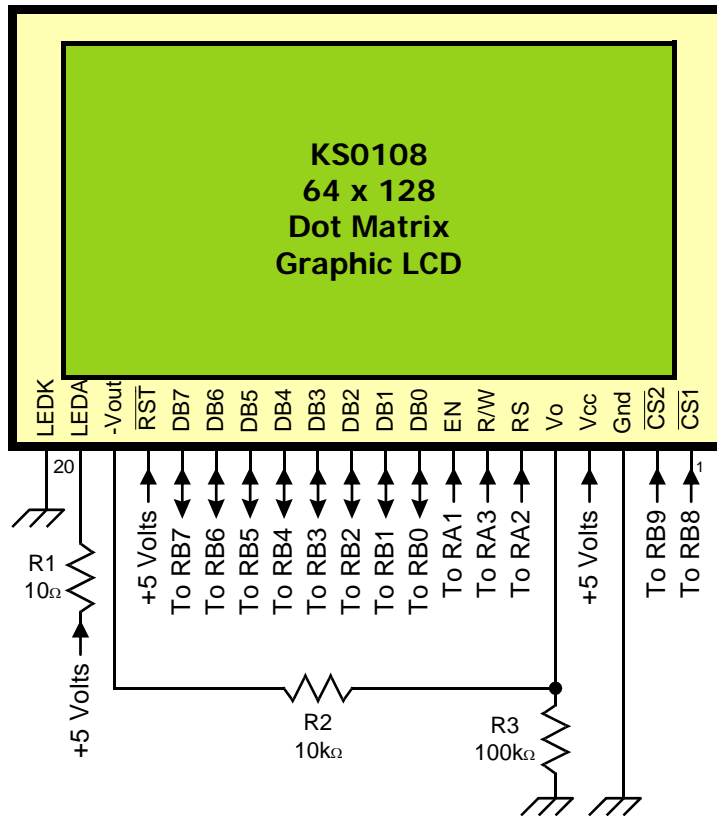 KS0108
64 x 128
Dot Matrix
Graphic LCD
LEDK
LEDA
-Vout
RST
DB7
DB6
DB5
DB4
DB3
DB2
DB1
DB0
EN
R/W
RS
Vo
Vcc
Gnd
CS2
CS1
20
1
R1
10Ω
+5 Volts
+5 Volts
To RB7
To RB6
To RB5
To RB4
To RB3
To RB2
To RB1
To RB0
To RA1
To RA3
To RA2
+5 Volts
To RB9
To RB8
R2
10kΩ
R3
100kΩ